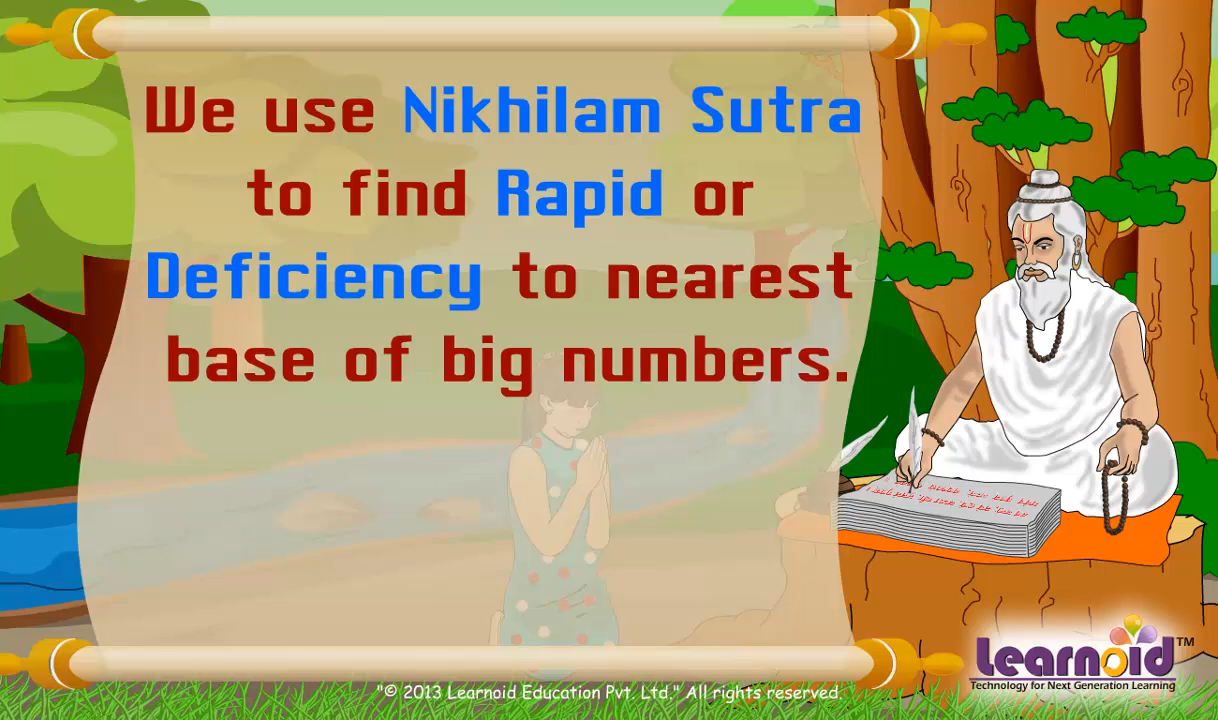 We use Nikhilam Sutra
to find Rapid or
Deficiency to nearest
base of big numbers.
Learnoid™
Technology for Next Generation Learning
"© 2013 Learnoid Education Pvt. Ltd." All rights reserved.